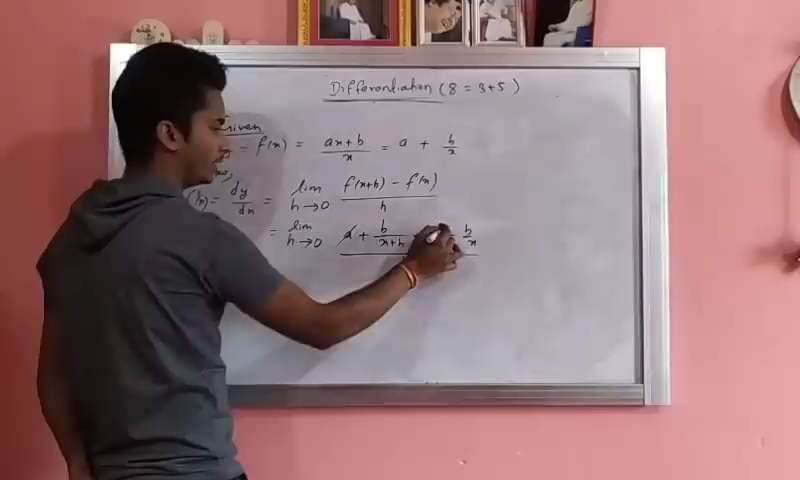 Differentiation (8 = 3+5)
Given
= f(x) = ax+b/x = a + b/x
dy/dx = lim h→0 f(x+h) - f(x)/h
= lim h→0 a + b/x+h - b/x